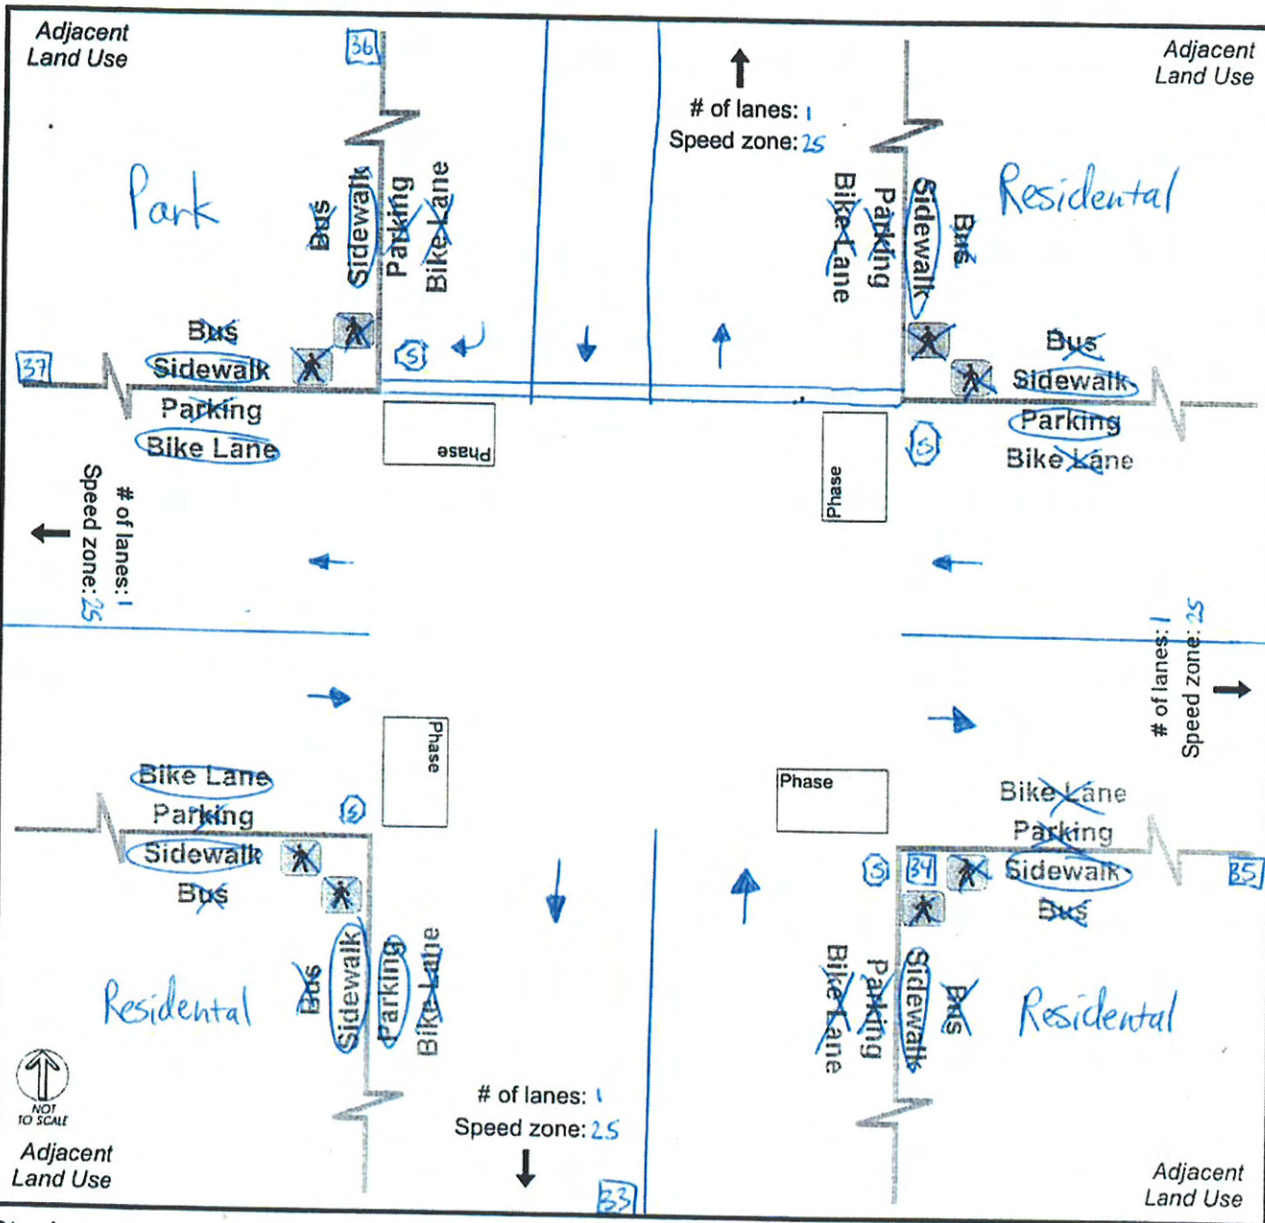 Adjacent
Land Use
36
Adjacent
Land Use
# of lanes: 1
Speed zone: 25
Park
Bus
Sidewalk
Parking
Bike Lane
Bike Lane
Parking
Sidewalk
Bus
Residental
37
Bus
Sidewalk
Parking
Bike Lane
S
Bus
Sidewalk
Parking
Bike Lane
S
Phase
Phase
# of lanes: 1
Speed zone: 25
# of lanes: 1
Speed zone: 25
Phase
Phase
Bike Lane
Parking
Sidewalk
Bus
S
Bike Lane
Parking
Sidewalk
Bus
S
34
35
Residental
Bus
Sidewalk
Parking
Bike Lane
Bike Lane
Parking
Sidewalk
Bus
Residental
NOT
TO SCALE
# of lanes: 1
Speed zone: 25
Adjacent
Land Use
33
Adjacent
Land Use